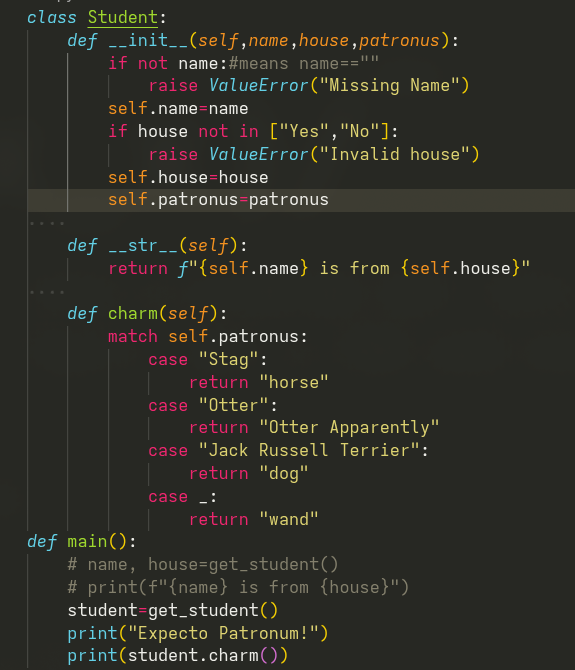 class Student:
    def __init__(self,name,house,patronus):
        if not name:#means name==""
            raise ValueError("Missing Name")
        self.name=name
        if house not in ["Yes","No"]:
            raise ValueError("Invalid house")
        self.house=house
        self.patronus=patronus

    def __str__(self):
        return f"{self.name} is from {self.house}"

    def charm(self):
        match self.patronus:
            case "Stag":
                return "horse"
            case "Otter":
                return "Otter Apparently"
            case "Jack Russell Terrier":
                return "dog"
            case _:
                return "wand"
def main():
    # name, house=get_student()
    # print(f"{name} is from {house}")
    student=get_student()
    print("Expecto Patronum!")
    print(student.charm())